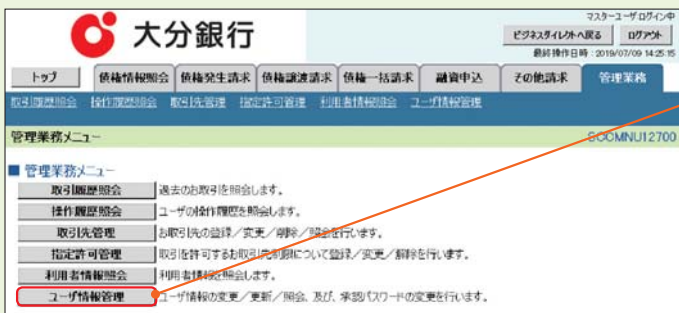 マスターユーザログイン中
大分銀行
ビジネスダイレクトへ戻る ログアウト
最終操作日時：2019/07/09 14:25:15
トップ 債権情報照会 債権発生請求 債権譲渡請求 債権一括請求 融資申込 その他請求 管理業務
取引履歴照会 操作履歴照会 取引先管理 指定許可管理 利用者情報照会 ユーザ情報管理
管理業務メニュー SCCMNU12700
■ 管理業務メニュー
取引履歴照会 過去のお取引を照会します。
操作履歴照会 ユーザの操作履歴を照会します。
取引先管理 お取引先の登録／変更／削除／照会を行います。
指定許可管理 取引を許可するお取引先制限について登録／変更／解除を行います。
利用者情報照会 利用者情報を照会します。
ユーザ情報管理 ユーザ情報の変更／更新／照会、及び、承認パスワードの変更を行います。